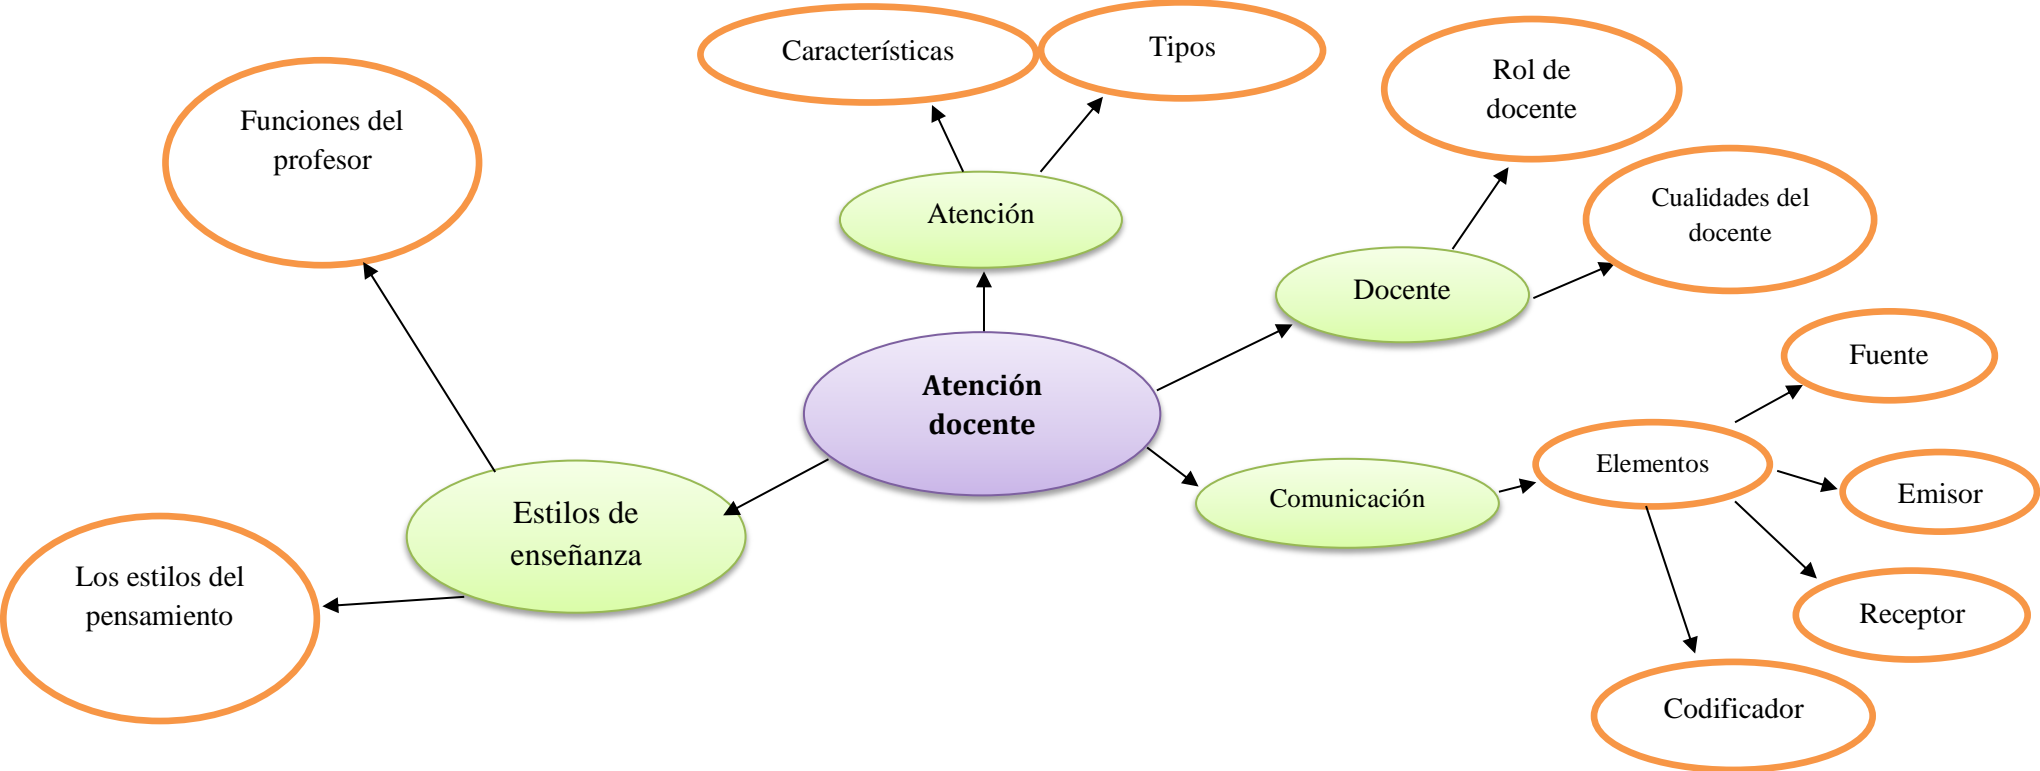 Características
Tipos
Rol de
docente
Funciones del
profesor
Cualidades del
docente
Atención
Docente
Fuente
Atención
docente
Elementos
Emisor
Comunicación
Estilos de
enseñanza
Los estilos del
pensamiento
Receptor
Codificador